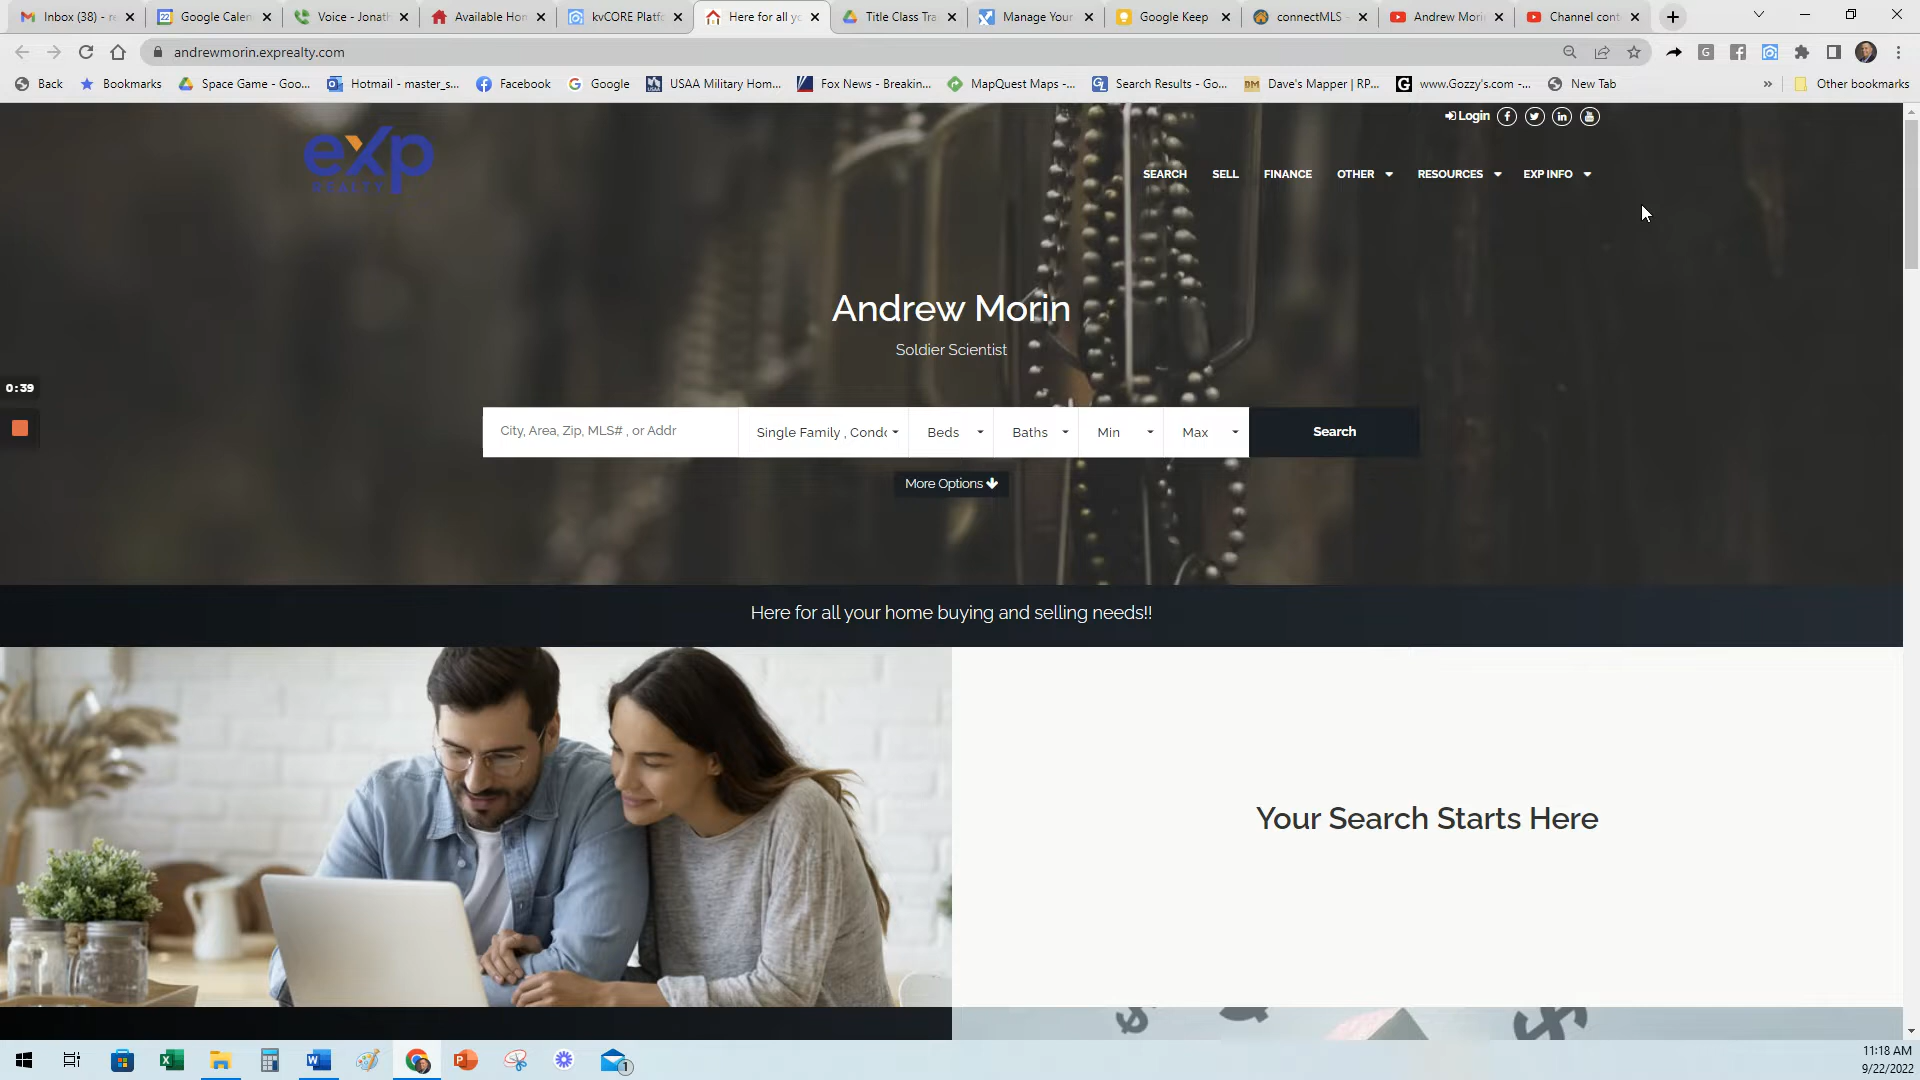 Inbox (38) - r
Google Calen
Voice - Jonat
Available Hon
kvCORE Platfo
Here for all yo
Title Class Tra
Manage Your
Google Keep
connectMLS -
Andrew Mori
Channel cont
andrewmorin.exprealty.com
Back
Bookmarks
Space Game - Goo...
Hotmail - master_s...
Facebook
Google
USAA Military Hom...
Fox News - Breakin...
MapQuest Maps -...
Search Results - Go...
Dave's Mapper | RP...
www.Gozzy's.com -...
New Tab
»
Other bookmarks
Login
exp
REALTY
SEARCH
SELL
FINANCE
OTHER
RESOURCES
EXP INFO
Andrew Morin
Soldier Scientist
0:39
City, Area, Zip, MLS# , or Addr
Single Family , Condo
Beds
Baths
Min
Max
Search
More Options
Here for all your home buying and selling needs!!
Your Search Starts Here
11:18 AM
9/22/2022